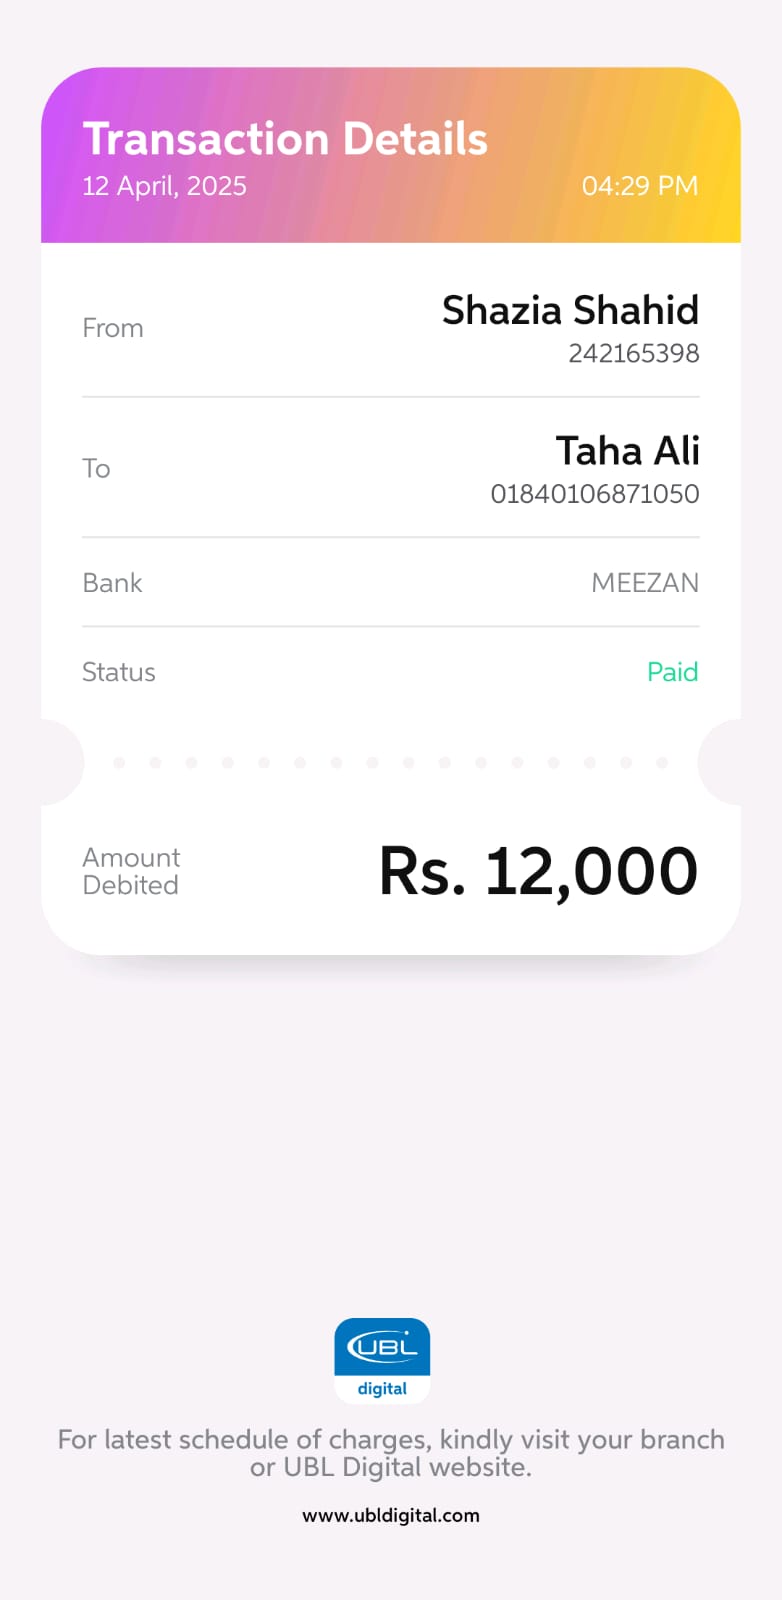 Transaction Details
12 April, 2025 04:29 PM
From Shazia Shahid
242165398
To Taha Ali
01840106871050
Bank MEEZAN
Status Paid
Amount
Debited Rs. 12,000
UBL
digital
For latest schedule of charges, kindly visit your branch
or UBL Digital website.
www.ubldigital.com